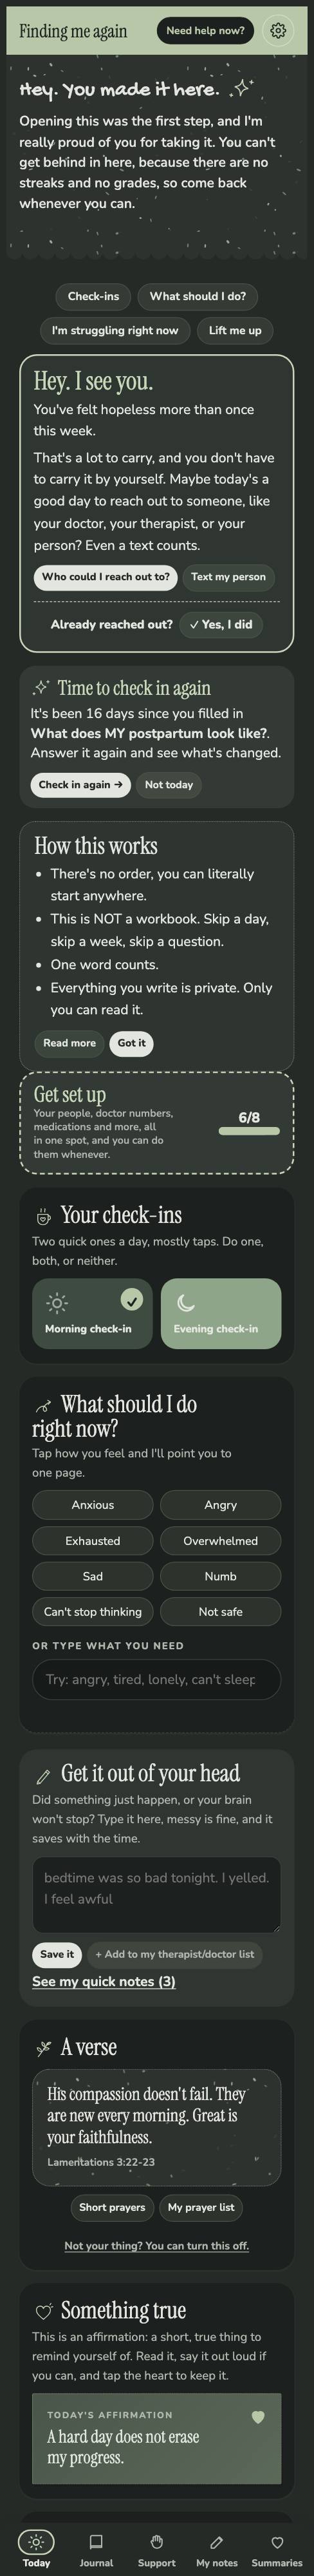 Finding me again
Need help now?
Hey. You made it here.
Opening this was the first step, and I'm
really proud of you for taking it. You can't
get behind in here, because there are no
streaks and no grades, so come back
whenever you can.
Check-ins
What should I do?
I'm struggling right now
Lift me up
Hey. I see you.
You've felt hopeless more than once
this week.
That's a lot to carry, and you don't have
to carry it by yourself. Maybe today's a
good day to reach out to someone, like
your doctor, your therapist, or your
person? Even a text counts.
Who could I reach out to?
Text my person
Already reached out?
✓ Yes, I did
Time to check in again
It's been 16 days since you filled in
What does MY postpartum look like?.
Answer it again and see what's changed.
Check in again →
Not today
How this works
• There's no order, you can literally
start anywhere.
• This is NOT a workbook. Skip a day,
skip a week, skip a question.
• One word counts.
• Everything you write is private. Only
you can read it.
Read more
Got it
Get set up
Your people, doctor numbers,
medications and more, all
in one spot, and you can do
them whenever.
6/8
Your check-ins
Two quick ones a day, mostly taps. Do one,
both, or neither.
Morning check-in
Evening check-in
What should I do
right now?
Tap how you feel and I'll point you to
one page.
Anxious
Angry
Exhausted
Overwhelmed
Sad
Numb
Can't stop thinking
Not safe
OR TYPE WHAT YOU NEED
Try: angry, tired, lonely, can't sleep
Get it out of your head
Did something just happen, or your brain
won't stop? Type it here, messy is fine, and it
saves with the time.
bedtime was so bad tonight. I yelled.
I feel awful
Save it
+ Add to my therapist/doctor list
See my quick notes (3)
A verse
His compassion doesn't fail. They
are new every morning. Great is
your faithfulness.
Lamentations 3:22-23
Short prayers
My prayer list
Not your thing? You can turn this off.
Something true
This is an affirmation: a short, true thing to
remind yourself of. Read it, say it out loud if
you can, and tap the heart to keep it.
TODAY'S AFFIRMATION
A hard day does not erase
my progress.
Today
Journal
Support
My notes
Summaries